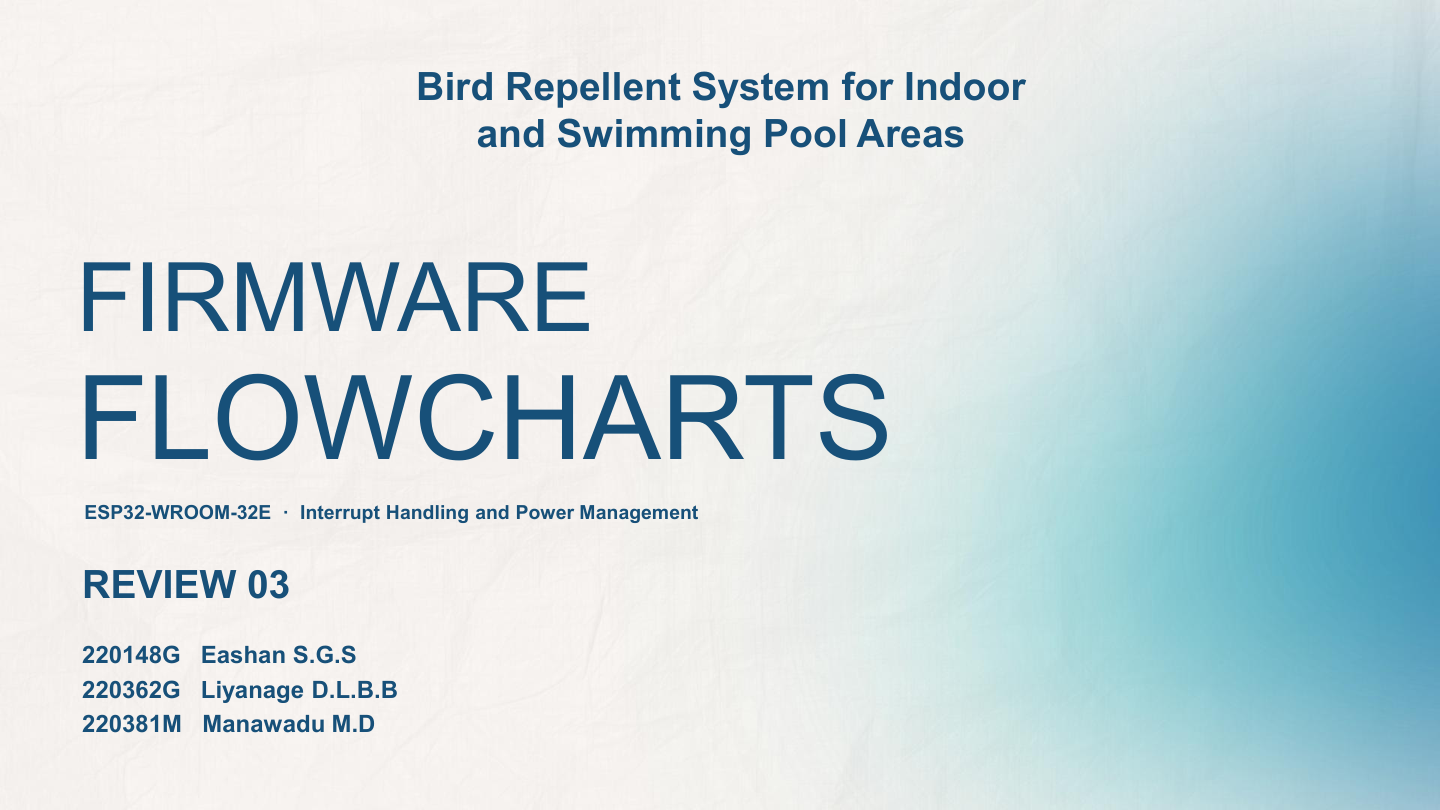 Bird Repellent System for Indoor
and Swimming Pool Areas
FIRMWARE
FLOWCHARTS
ESP32-WROOM-32E · Interrupt Handling and Power Management
REVIEW 03
220148G Eashan S.G.S
220362G Liyanage D.L.B.B
220381M Manawadu M.D